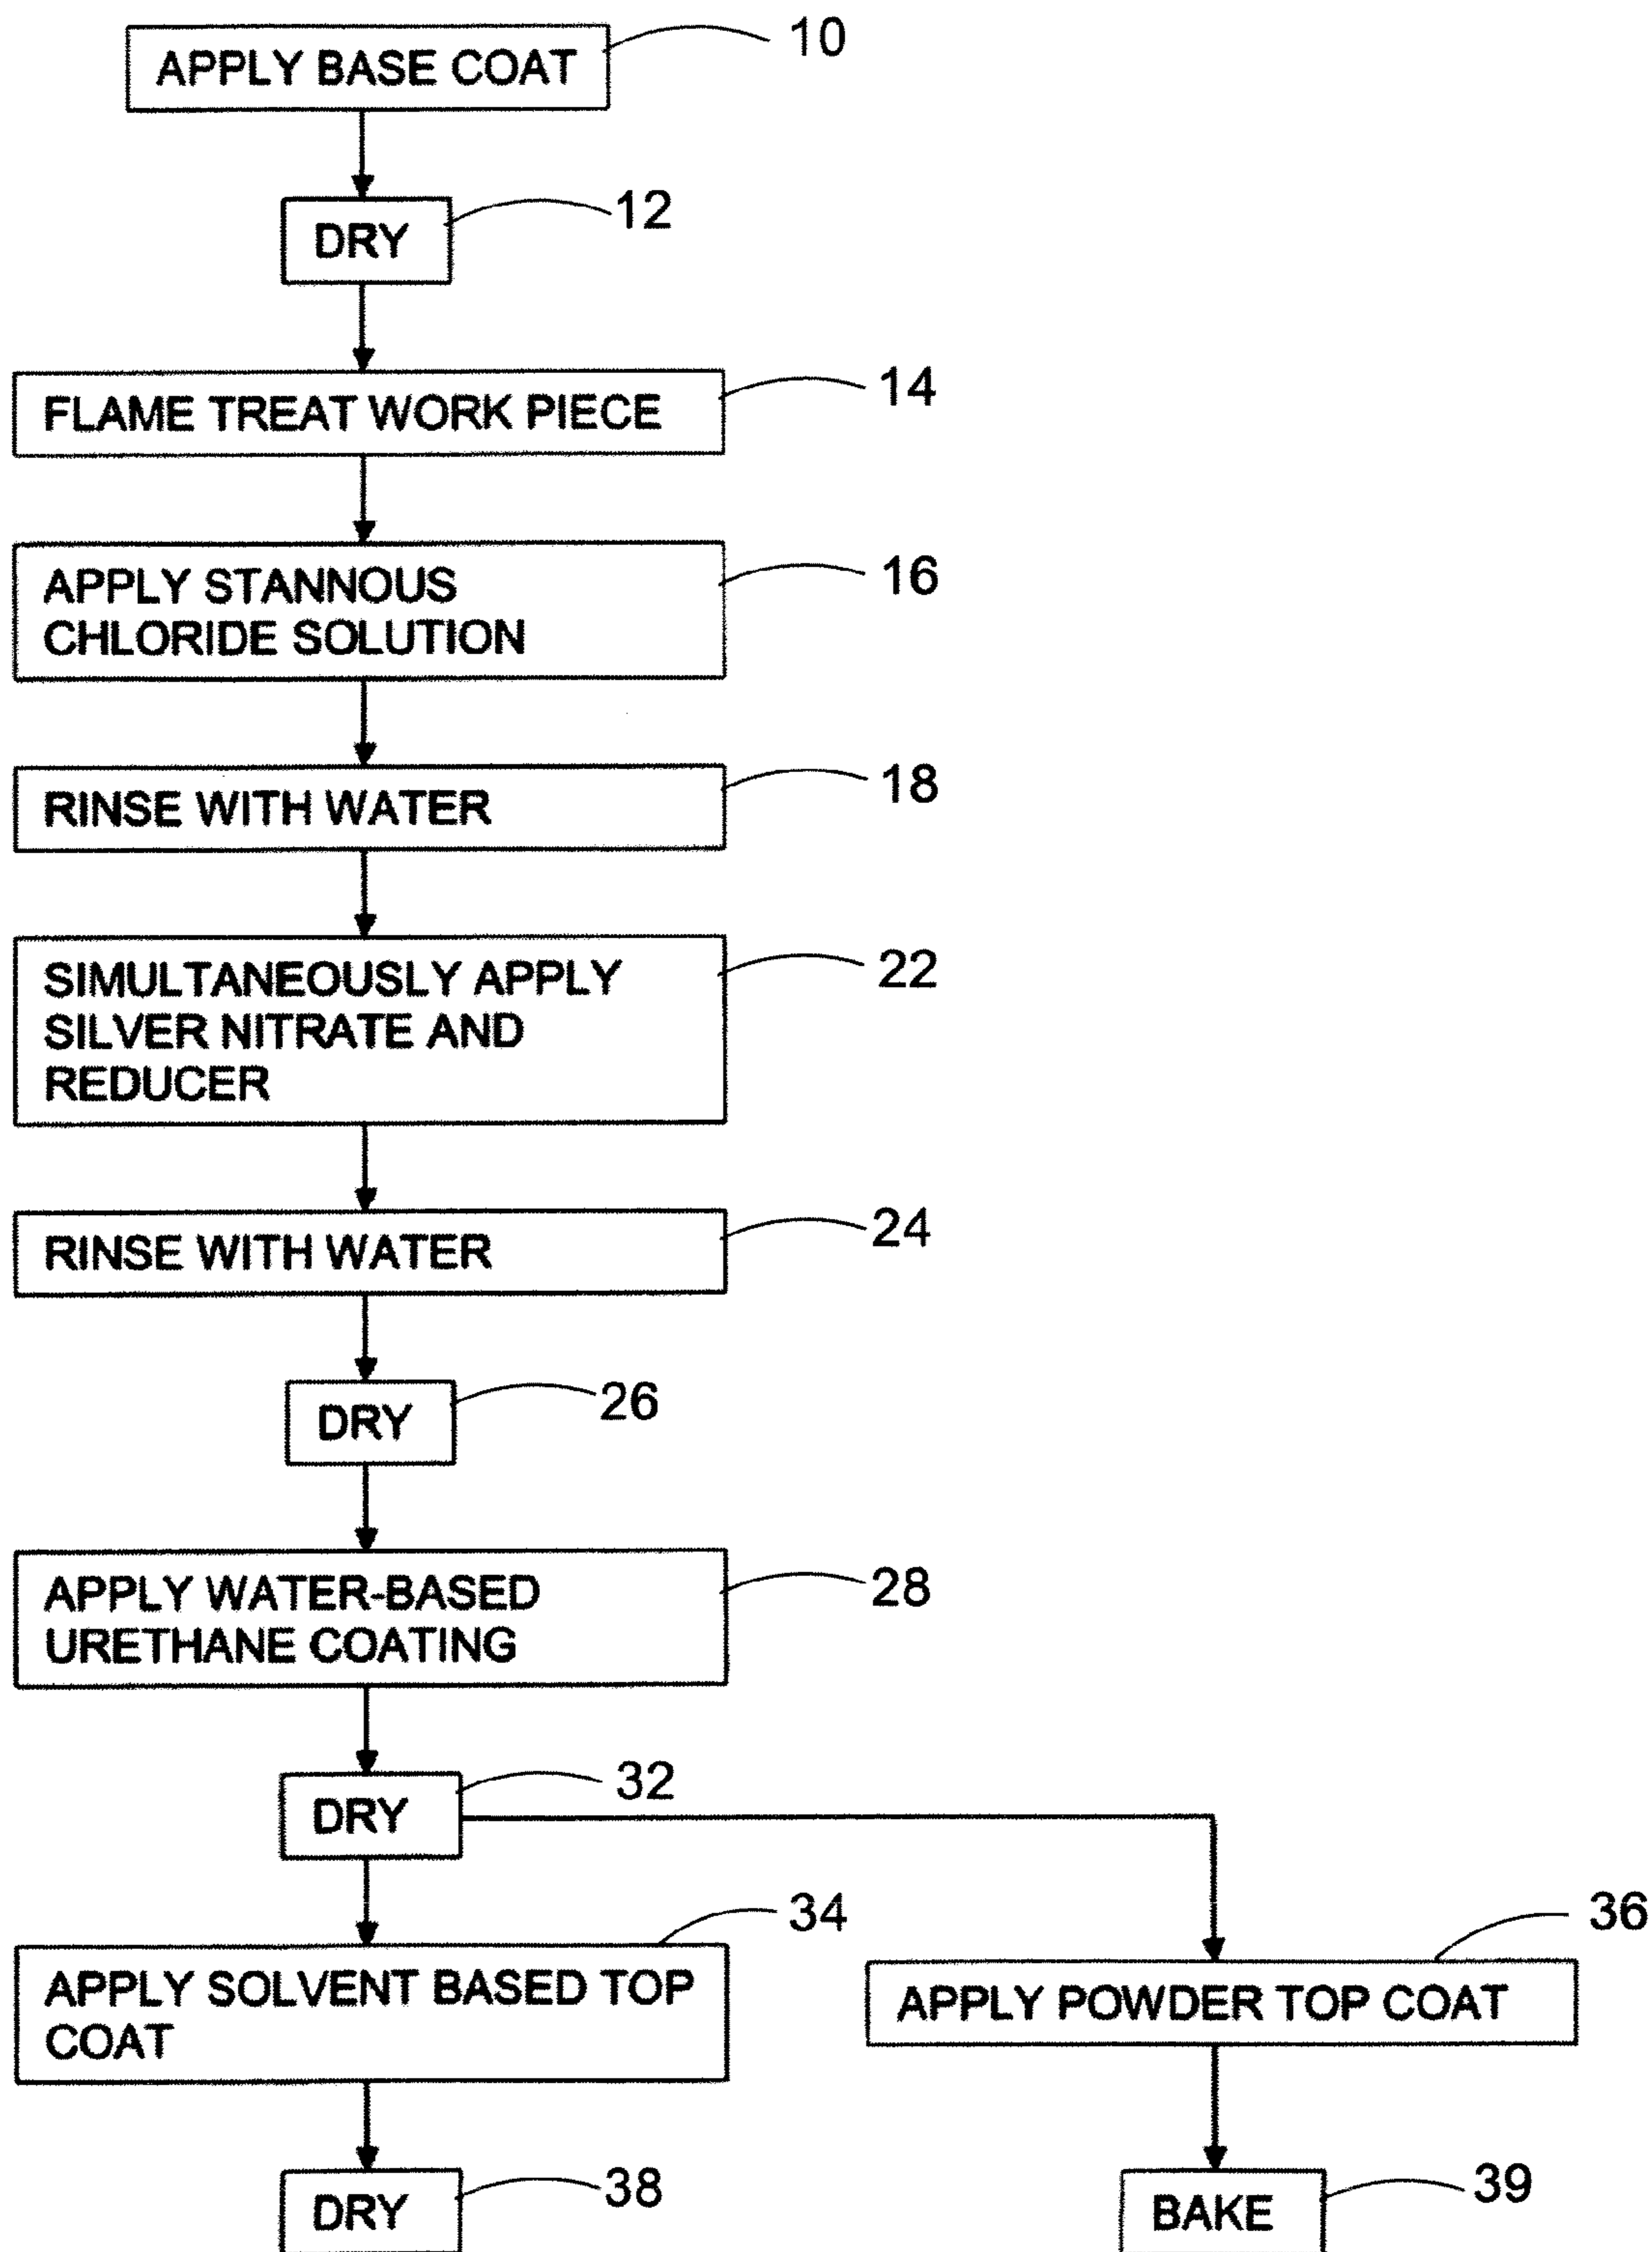 APPLY BASE COAT
10
DRY
12
FLAME TREAT WORK PIECE
14
APPLY STANNOUS
CHLORIDE SOLUTION
16
RINSE WITH WATER
18
SIMULTANEOUSLY APPLY
SILVER NITRATE AND
REDUCER
22
RINSE WITH WATER
24
DRY
26
APPLY WATER-BASED
URETHANE COATING
28
DRY
32
APPLY SOLVENT BASED TOP
COAT
34
APPLY POWDER TOP COAT
36
DRY
38
BAKE
39